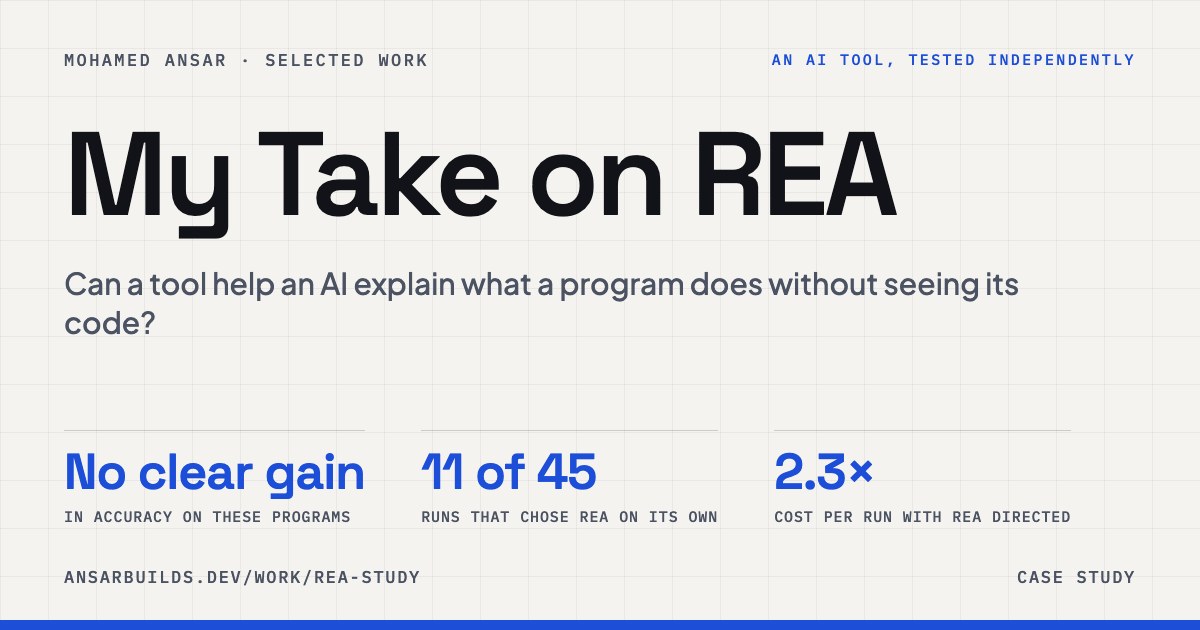 MOHAMED ANSAR · SELECTED WORK
AN AI TOOL, TESTED INDEPENDENTLY
My Take on REA
Can a tool help an AI explain what a program does without seeing its
code?
No clear gain
IN ACCURACY ON THESE PROGRAMS
11 of 45
RUNS THAT CHOSE REA ON ITS OWN
2.3×
COST PER RUN WITH REA DIRECTED
ANSARBUILDS.DEV/WORK/REA-STUDY
CASE STUDY